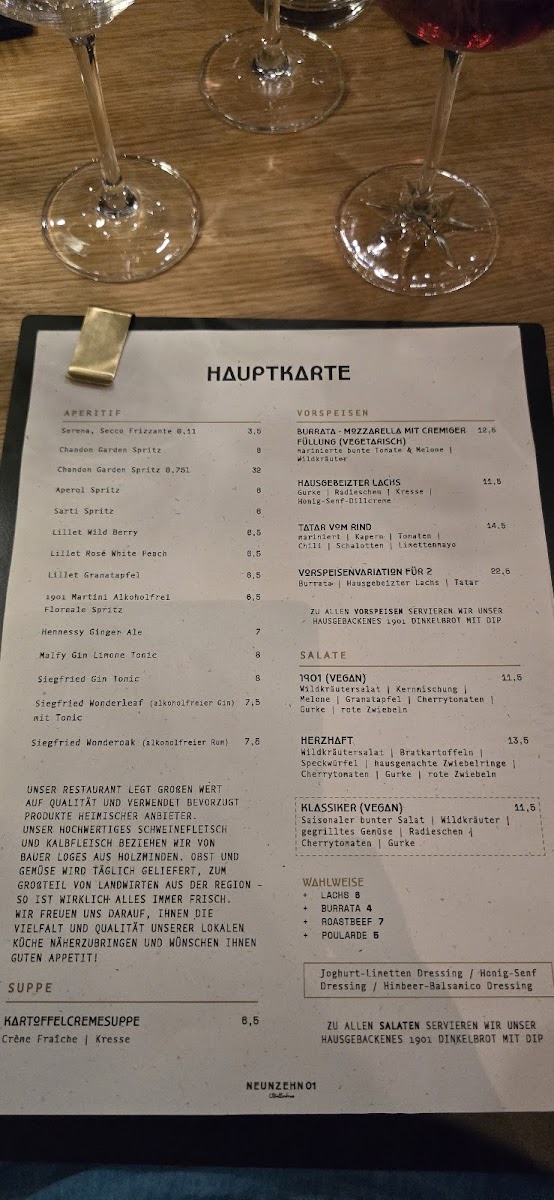 HAUPTKARTE
APERITIF
Serena, Secco Frizzante 0,1l 3,5
Chandon Garden Spritz 8
Chandon Garden Spritz 0,75l 32
Aperol Spritz 6
Sarti Spritz 6
Lillet Wild Berry 6,5
Lillet Rosé White Peach 6,5
Lillet Granatapfel 6,5
1901 Martini Alkoholfrei 6,5
Floreale Spritz
Hennessy Ginger Ale 7
Malfy Gin Limone Tonic 8
Siegfried Gin Tonic 8
Siegfried Wonderleaf (alkoholfreier Gin) 7,5
mit Tonic
Siegfried Wonderoak (alkoholfreier Rum) 7,5
UNSER RESTAURANT LEGT GROßEN WERT
AUF QUALITÄT UND VERWENDET BEVORZUGT
PRODUKTE HEIMISCHER ANBIETER.
UNSER HOCHWERTIGES SCHWEINEFLEISCH
UND KALBFLEISCH BEZIEHEN WIR VON
BAUER LOGES AUS HOLZMINDEN. OBST UND
GEMÜSE WIRD TÄGLICH GELIEFERT, ZUM
GROßTEIL VON LANDWIRTEN AUS DER REGION –
SO IST WIRKLICH ALLES IMMER FRISCH.
WIR FREUEN UNS DARAUF, IHNEN DIE
VIELFALT UND QUALITÄT UNSERER LOKALEN
KÜCHE NÄHERZUBRINGEN UND WÜNSCHEN IHNEN
GUTEN APPETIT!
SUPPE
KARTOFFELCREMESUPPE 6,5
Crème Fraîche | Kresse
VORSPEISEN
BURRATA - MOZZARELLA MIT CREMIGER 12,5
FÜLLUNG (VEGETARISCH)
marinierte bunte Tomate & Melone |
Wildkräuter
HAUSGEBEIZTER LACHS 11,5
Gurke | Radieschen | Kresse |
Honig-Senf-Dillcreme
TATAR VOM RIND 14,5
mariniert | Kapern | Tomaten |
Chili | Schalotten | Limettenmayo
VORSPEISENVARIATION FÜR 2 22,5
Burrata | Hausgebeizter Lachs | Tatar
ZU ALLEN VORSPEISEN SERVIEREN WIR UNSER
HAUSGEBACKENES 1901 DINKELBROT MIT DIP
SALATE
1901 (VEGAN) 11,5
Wildkräutersalat | Kernmischung |
Melone | Granatapfel | Cherrytomaten |
Gurke | rote Zwiebeln
HERZHAFT 13,5
Wildkräutersalat | Bratkartoffeln |
Speckwürfel | hausgemachte Zwiebelringe |
Cherrytomaten | Gurke | rote Zwiebeln
KLASSIKER (VEGAN) 11,5
Saisonaler bunter Salat | Wildkräuter |
gegrilltes Gemüse | Radieschen |
Cherrytomaten | Gurke
WAHLWEISE
+ LACHS 6
+ BURRATA 4
+ ROASTBEEF 7
+ POULARDE 5
Joghurt-Limetten Dressing / Honig-Senf
Dressing / Himbeer-Balsamico Dressing
ZU ALLEN SALATEN SERVIEREN WIR UNSER
HAUSGEBACKENES 1901 DINKELBROT MIT DIP
NEUNZEHN01